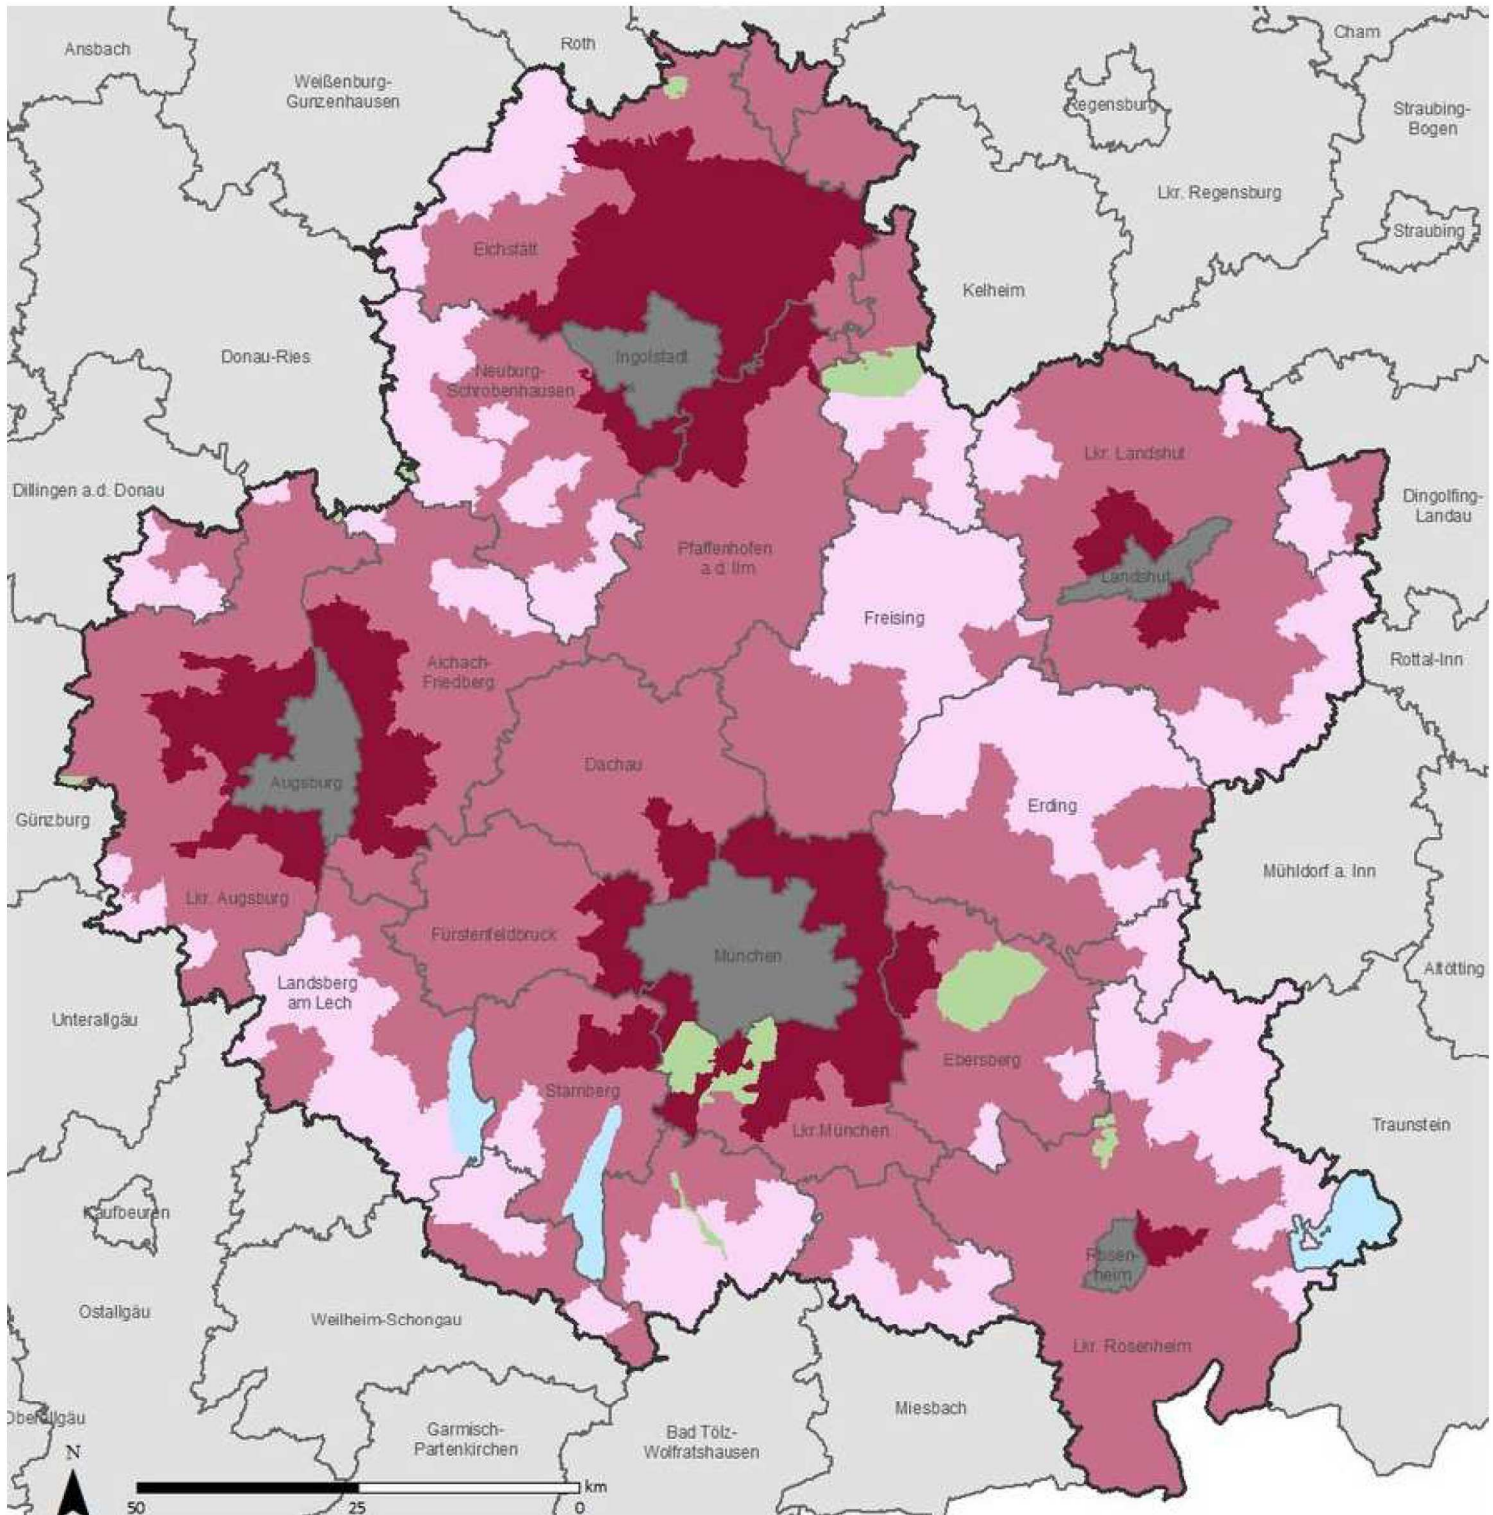 Ansbach
Weißenburg-
Gunzenhausen
Roth
Cham
Regensburg
Straubing-
Bogen
Lkr. Regensburg
Straubing
Eichstätt
Kelheim
Donau-Ries
Ingolstadt
Neuburg-
Schrobenhausen
Lkr. Landshut
Dillingen a.d. Donau
Dingolfing-
Landau
Pfaffenhofen
a.d. Ilm
Landshut
Freising
Aichach-
Friedberg
Rottal-Inn
Dachau
Augsburg
Erding
Günzburg
Mühldorf a. Inn
Lkr. Augsburg
Fürstenfeldbruck
München
Altötting
Landsberg
am Lech
Unterallgäu
Ebersberg
Starnberg
Lkr.München
Traunstein
Kaufbeuren
Rosen-
heim
Ostallgäu
Weilheim-Schongau
Lkr. Rosenheim
Miesbach
Oberallgäu
Garmisch-
Partenkirchen
Bad Tölz-
Wolfratshausen
N
km
50 25 0